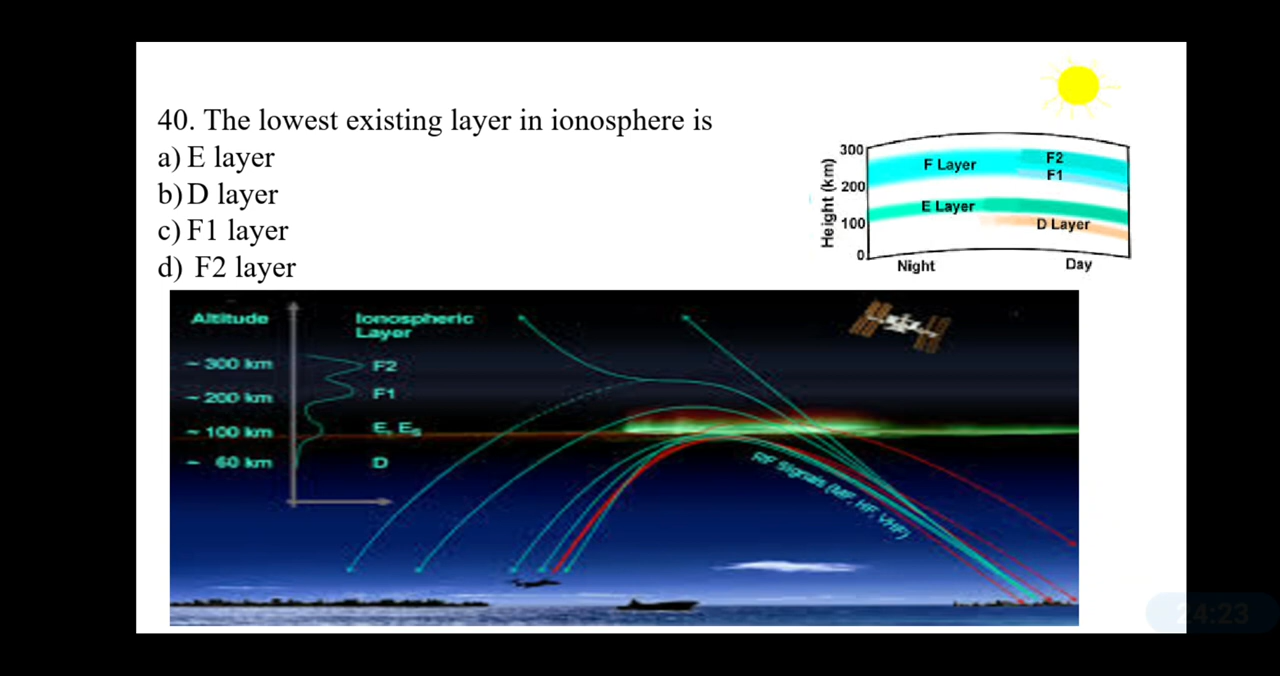 40. The lowest existing layer in ionosphere is
a) E layer
b) D layer
c) F1 layer
d) F2 layer
Height (km)
300
200
100
0
F Layer
F2
F1
E Layer
D Layer
Night
Day
Altitude
Ionospheric
Layer
~ 300 km
F2
~ 200 km
F1
~ 100 km
E, Es
~ 60 km
D
RF signals (MF, HF, VHF)
24:23